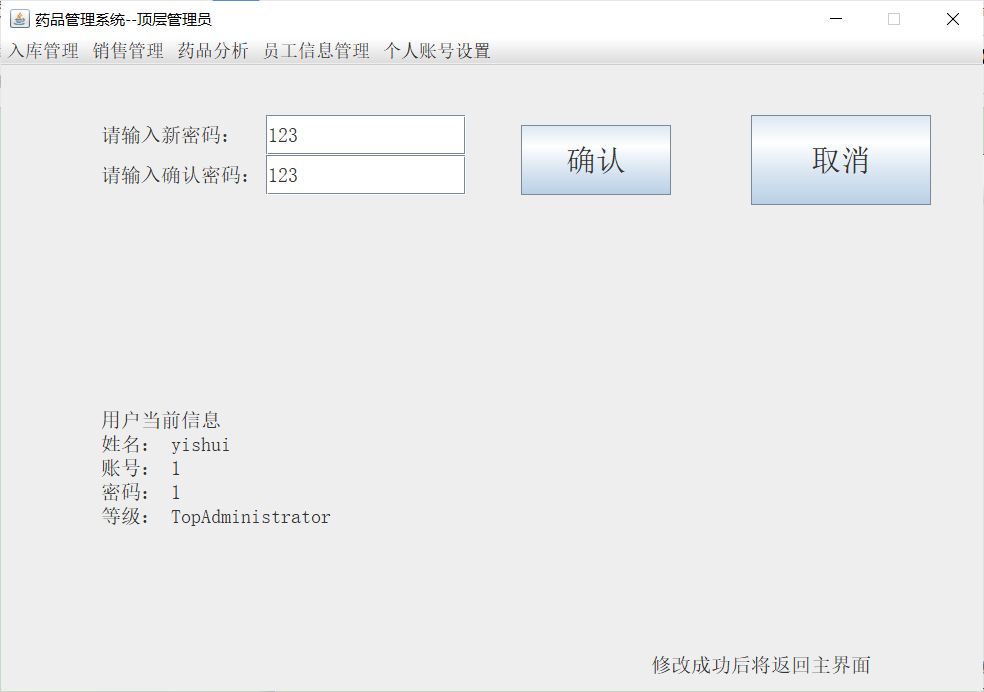 药品管理系统--顶层管理员
入库管理 销售管理 药品分析 员工信息管理 个人账号设置
请输入新密码： 123
请输入确认密码： 123
确认 取消
用户当前信息
姓名： yishui
账号： 1
密码： 1
等级： TopAdministrator
修改成功后将返回主界面